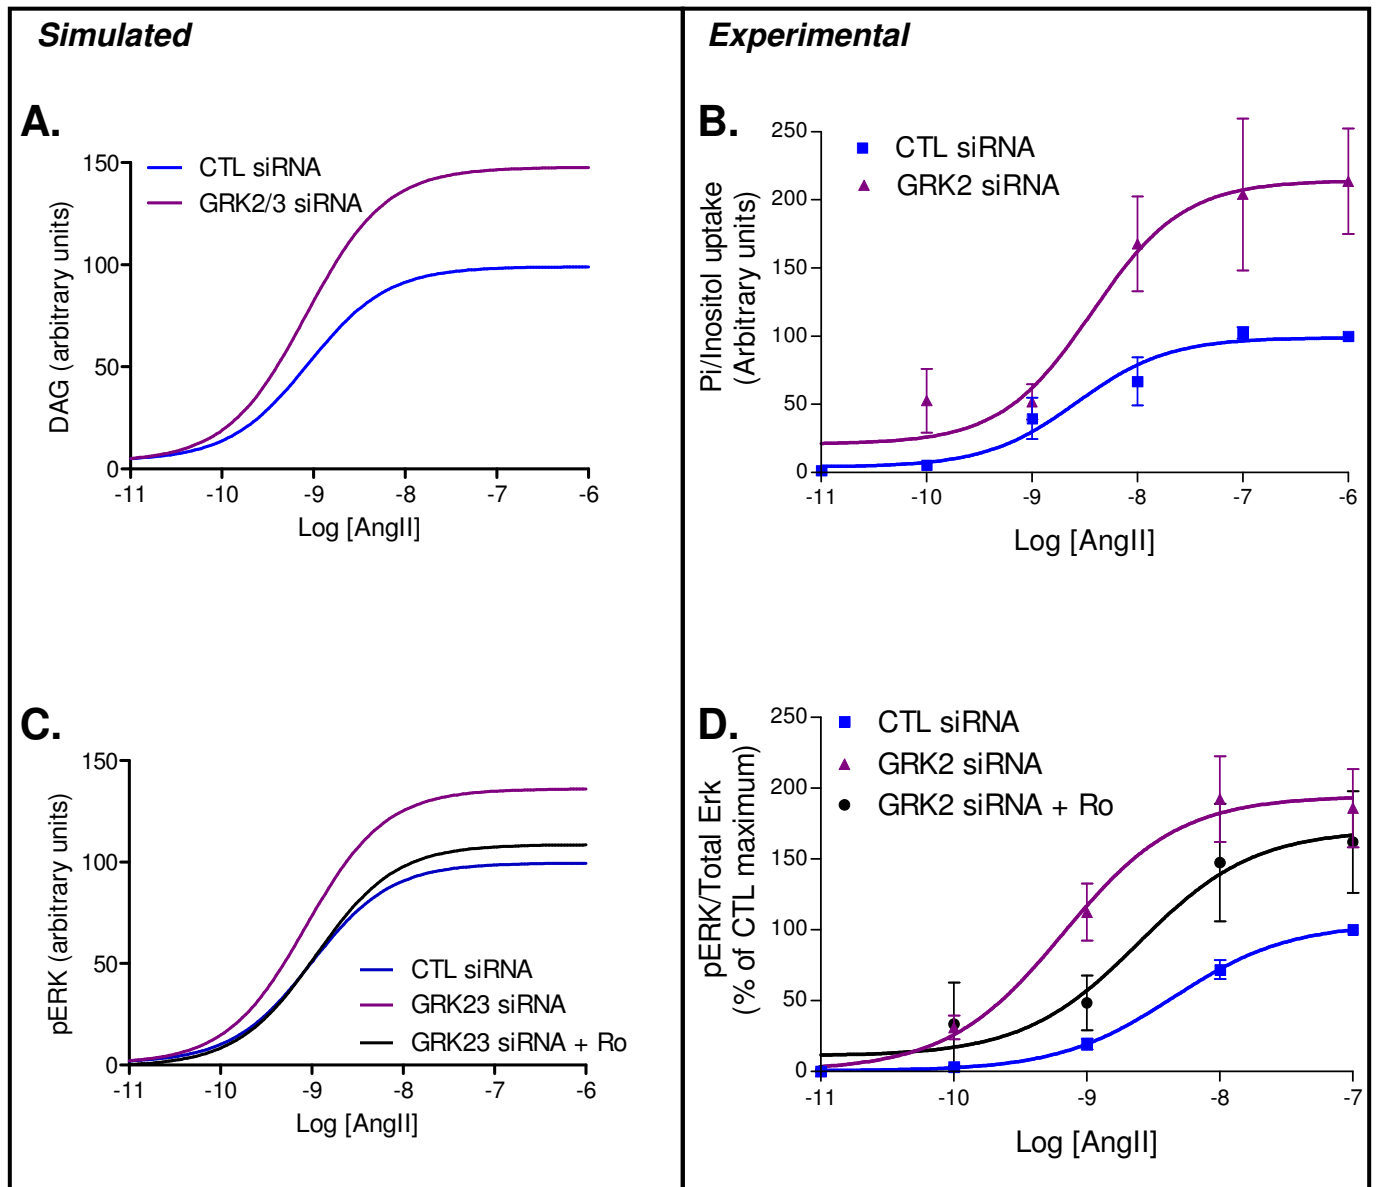 Simulated
Experimental
A.
CTL siRNA
GRK2/3 siRNA
DAG (arbitrary units)
150
100
50
0
-11 -10 -9 -8 -7 -6
Log [AngII]
B.
CTL siRNA
GRK2 siRNA
Pi/Inositol uptake
(Arbitrary units)
250
200
150
100
50
0
-11 -10 -9 -8 -7 -6
Log [AngII]
C.
pERK (arbitrary units)
150
100
50
0
CTL siRNA
GRK23 siRNA
GRK23 siRNA + Ro
-11 -10 -9 -8 -7 -6
Log [AngII]
D.
CTL siRNA
GRK2 siRNA
GRK2 siRNA + Ro
pERK/Total Erk
(% of CTL maximum)
250
200
150
100
50
0
-11 -10 -9 -8 -7
Log [AngII]